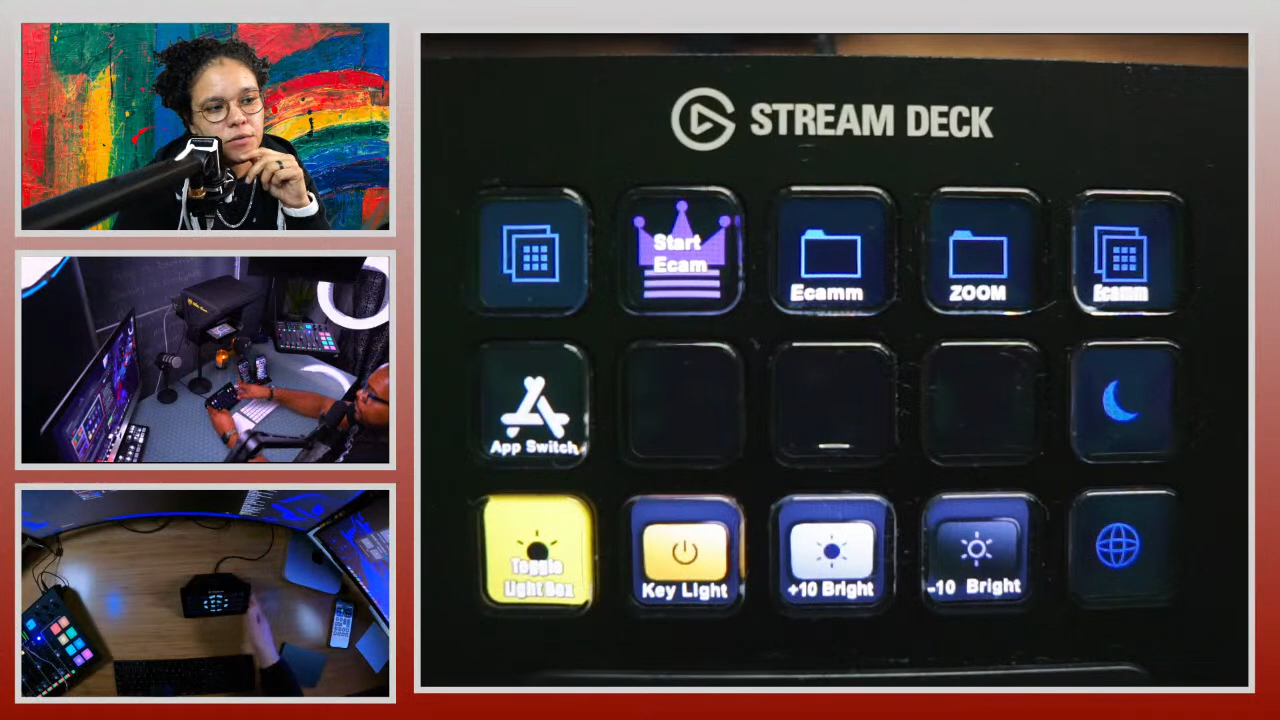 STREAM DECK
Start
Ecam
Ecamm
ZOOM
Ecamm
App Switch
Toggle
Light Box
Key Light
+10 Bright
-10 Bright